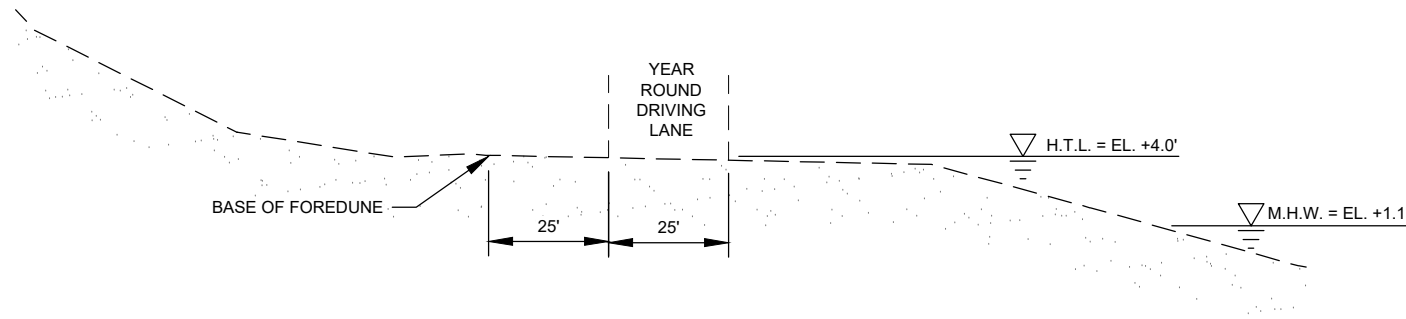 YEAR
ROUND
DRIVING
LANE
H.T.L. = EL. +4.0'
BASE OF FOREDUNE
M.H.W. = EL. +1.1
25'
25'